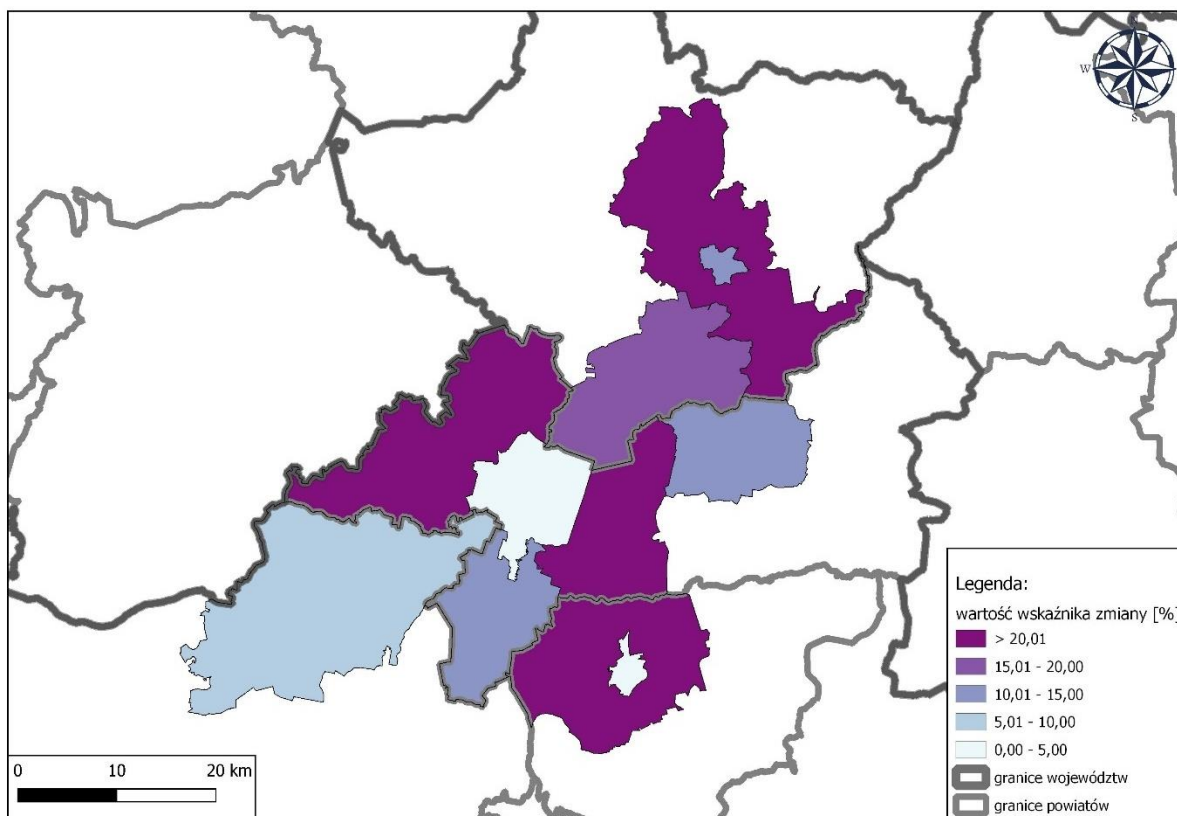 W
S
Legenda:
wartość wskaźnika zmiany [%]
> 20,01
15,01 - 20,00
10,01 - 15,00
5,01 - 10,00
0,00 - 5,00
granice województw
granice powiatów
0 10 20 km